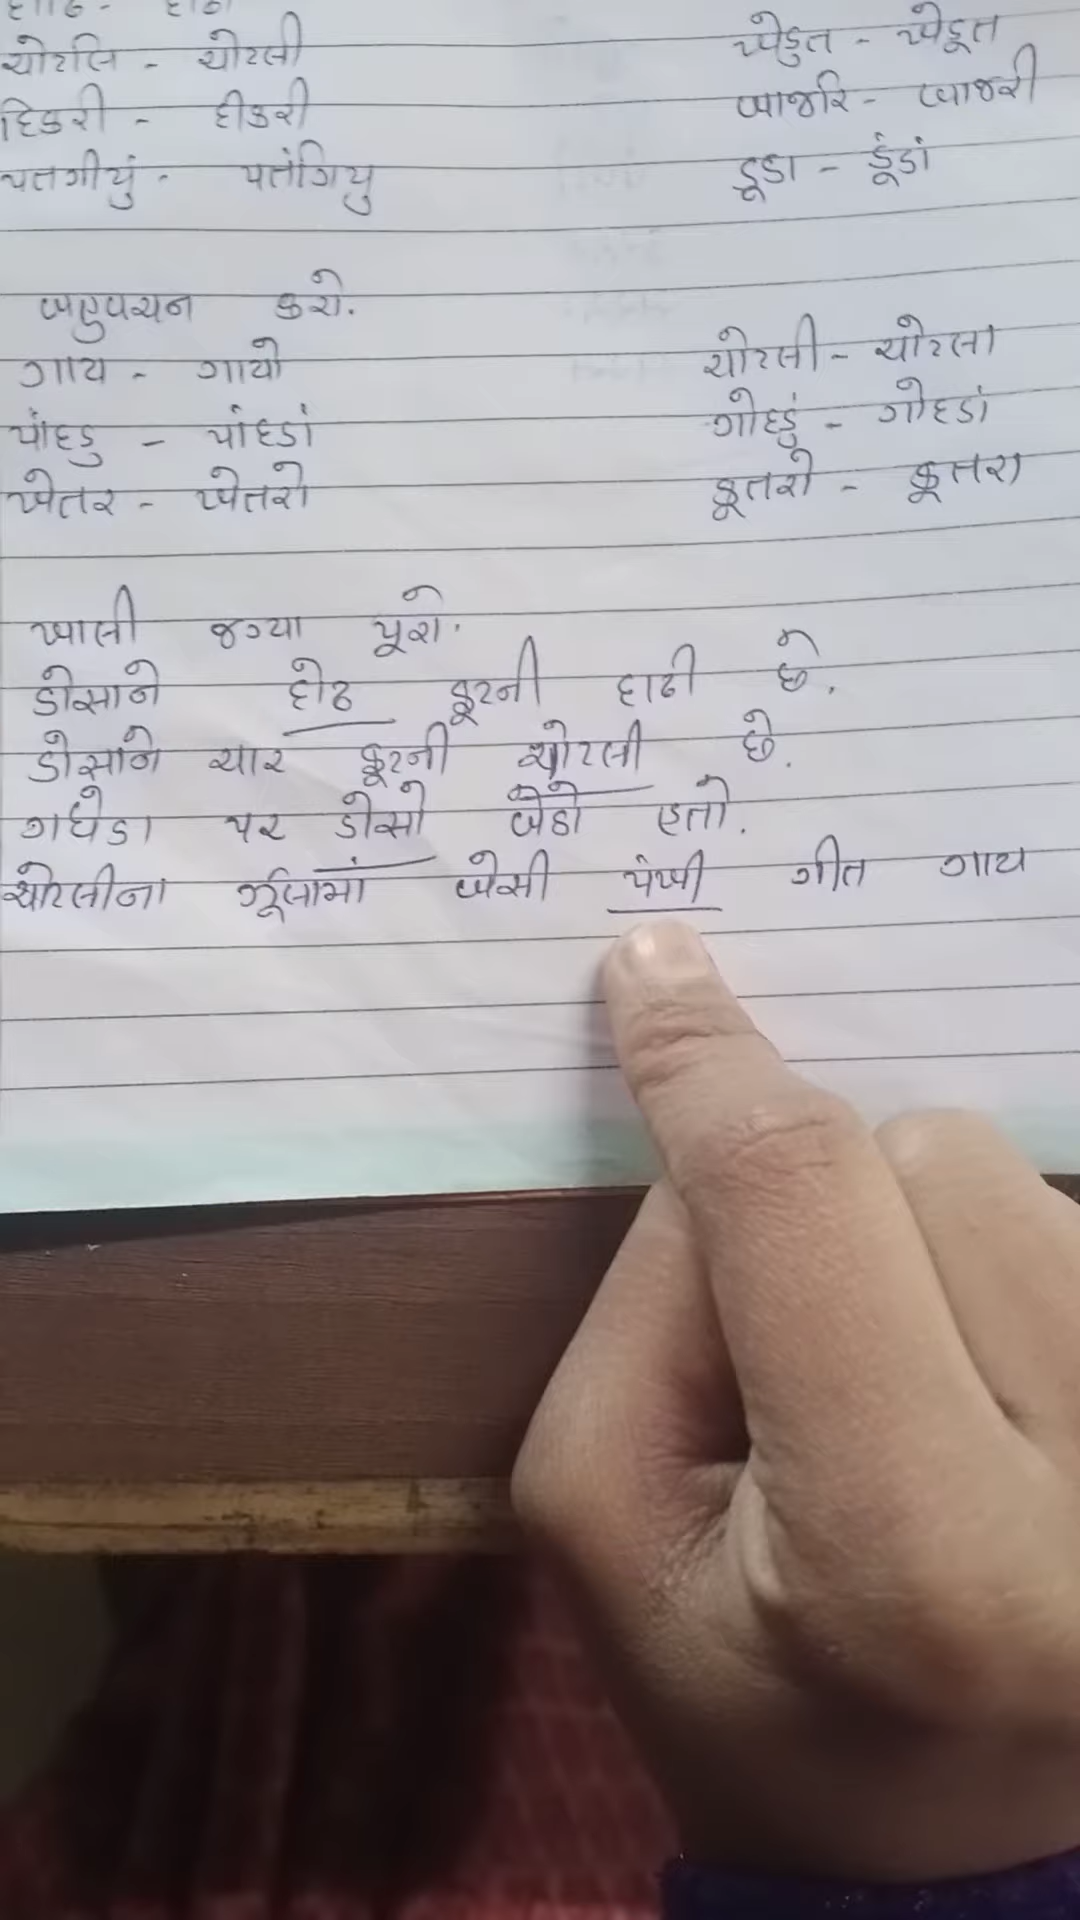 ચોટલિ - ચોટલી ખેડુત - ખેડૂત
દિકરી - દીકરી બાજરિ - બાજરી
પતગીયું - પતંગિયુ ડૂડા - ડૂંડાં
બહુવચન કરો.
ગાય - ગાયો ચોટલી - ચોટલા
પાંદડુ - પાંદડાં ગોદડું - ગોદડાં
ખેતર - ખેતરો કૂતરો - કૂતરા
ખાલી જગ્યા પૂરો.
ડોસાને દોઢ ફૂટની દાઢી છે.
ડોસાને ચાર ફૂટની ચોટલી છે.
ગધેડા પર ડોસો બેઠો હતો.
ચોટલીના ઝૂલામાં બેસી પંખી ગીત ગાય